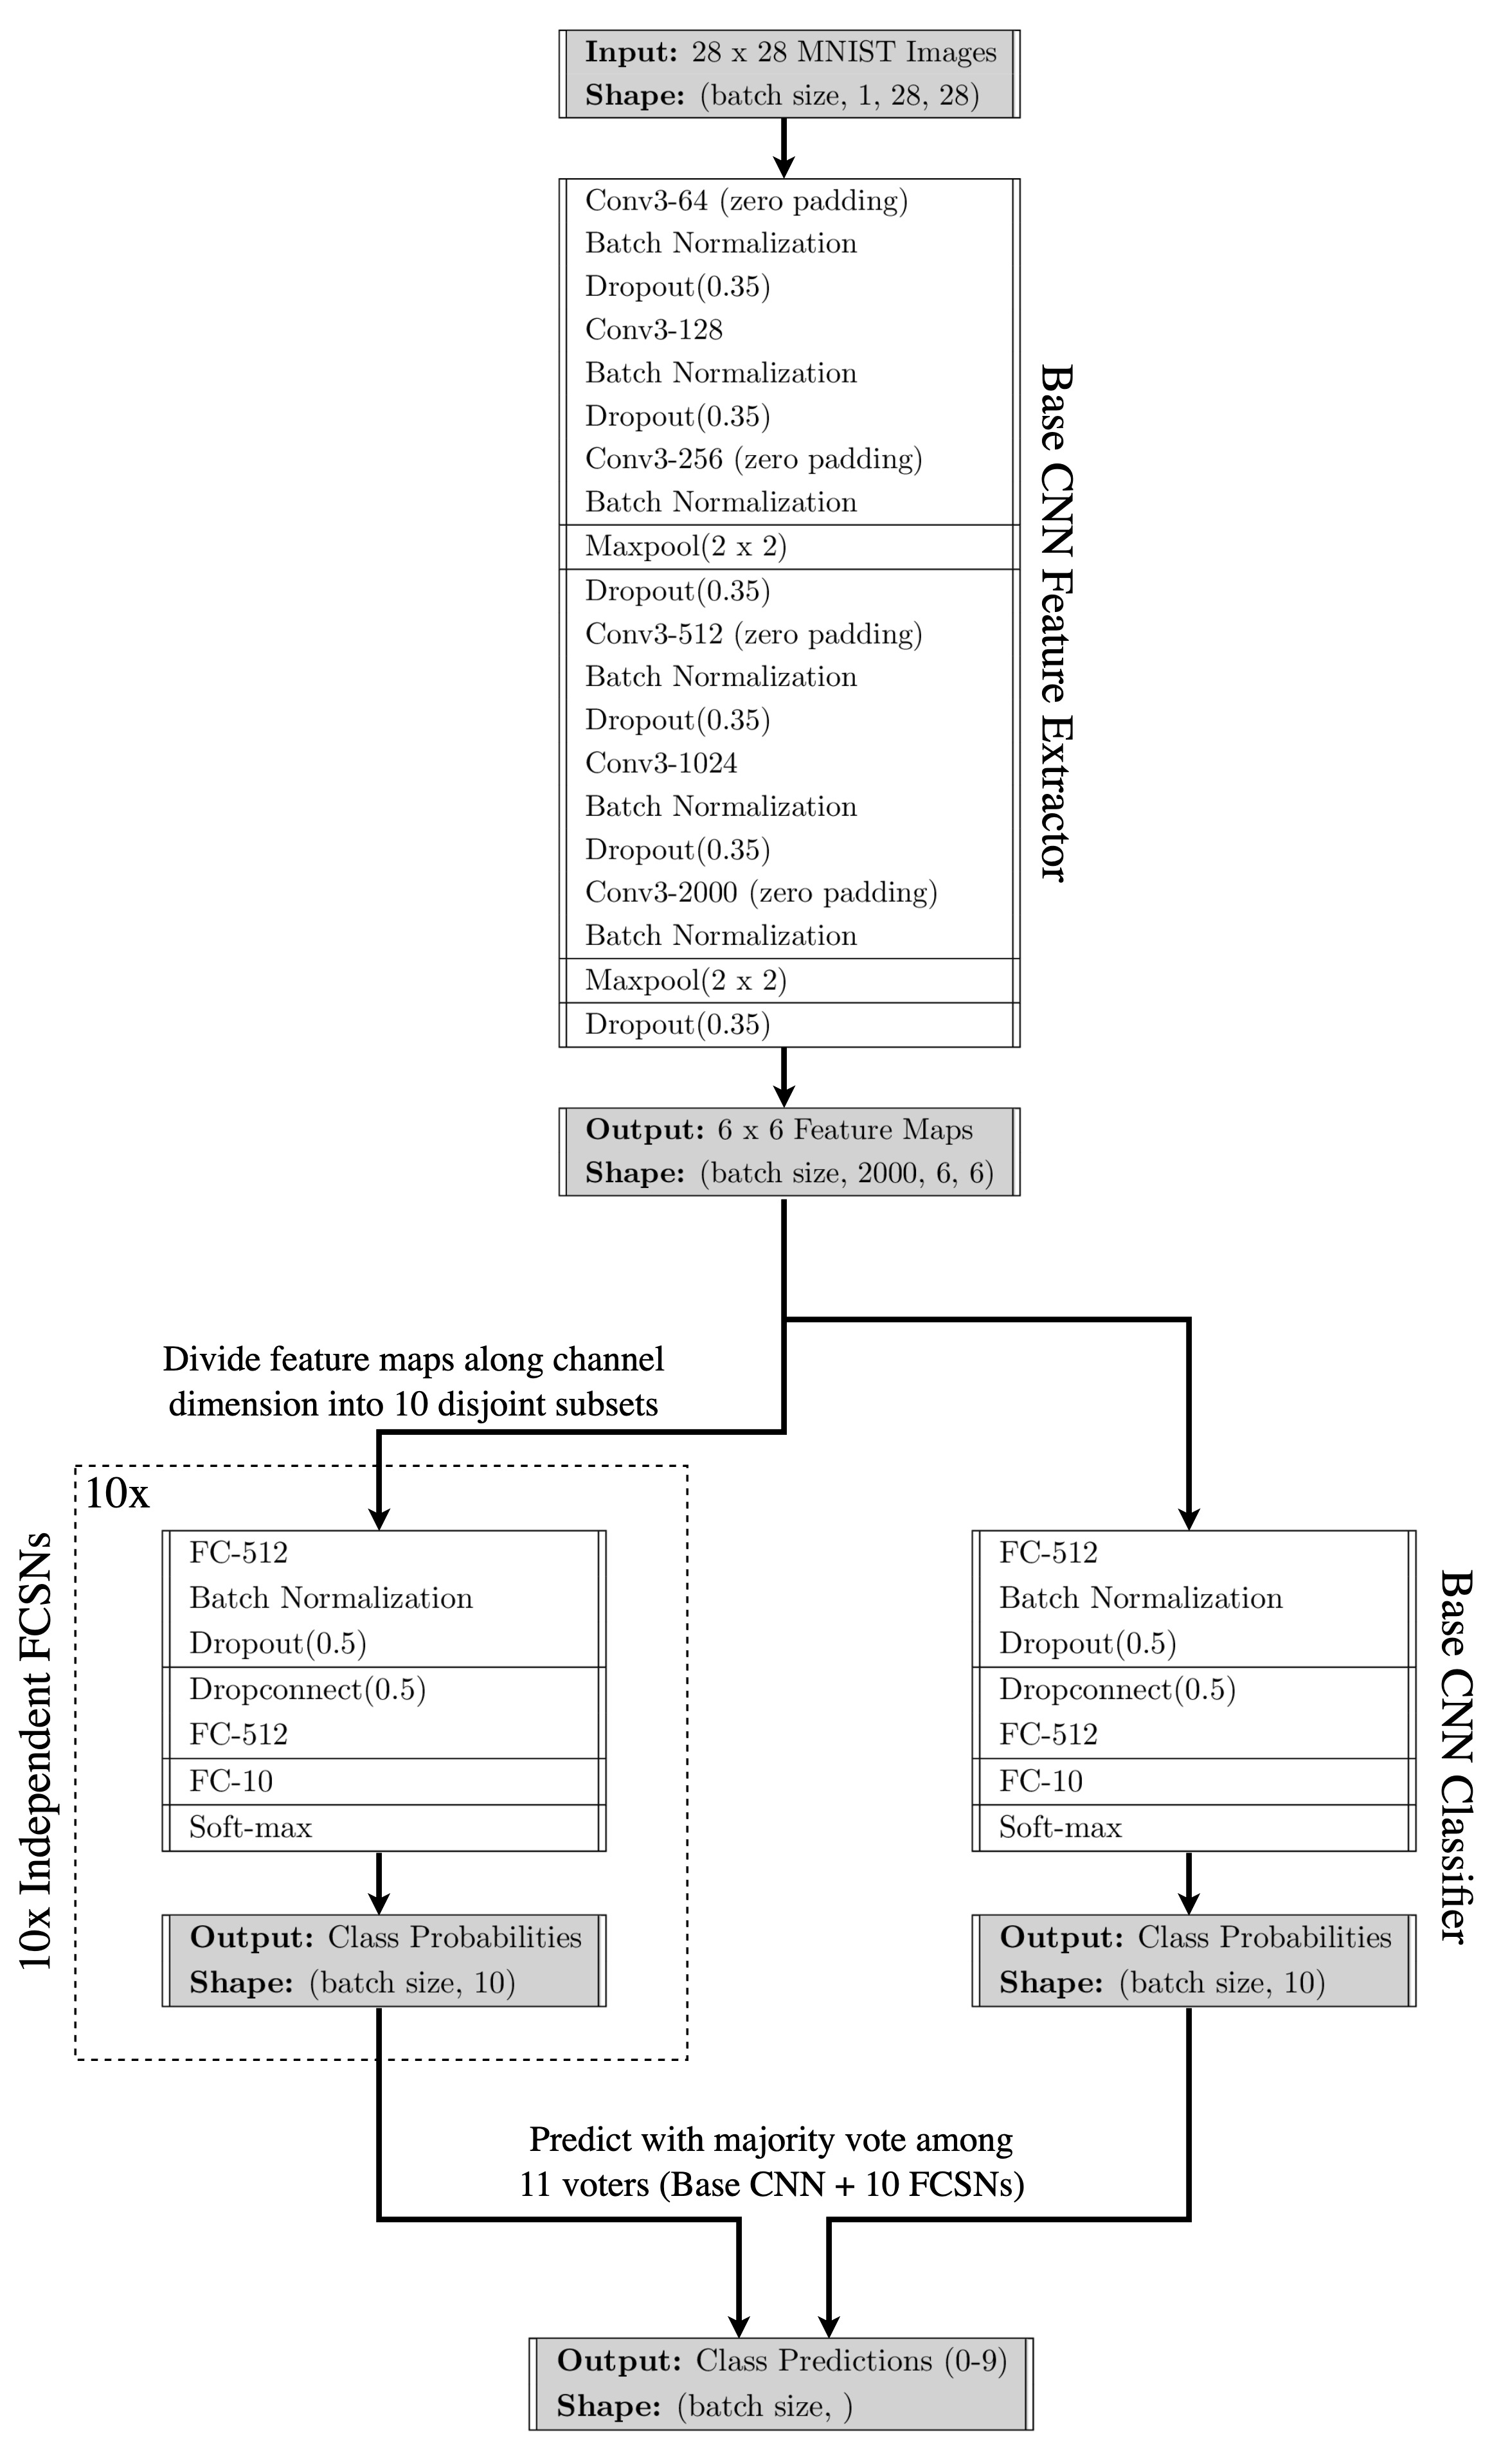 Input: 28 x 28 MNIST Images
Shape: (batch size, 1, 28, 28)
Conv3-64 (zero padding)
Batch Normalization
Dropout(0.35)
Conv3-128
Batch Normalization
Dropout(0.35)
Conv3-256 (zero padding)
Batch Normalization
Maxpool(2 x 2)
Dropout(0.35)
Conv3-512 (zero padding)
Batch Normalization
Dropout(0.35)
Conv3-1024
Batch Normalization
Dropout(0.35)
Conv3-2000 (zero padding)
Batch Normalization
Maxpool(2 x 2)
Dropout(0.35)
Base CNN Feature Extractor
Output: 6 x 6 Feature Maps
Shape: (batch size, 2000, 6, 6)
Divide feature maps along channel
dimension into 10 disjoint subsets
10x Independent FCSNs
10x
FC-512
Batch Normalization
Dropout(0.5)
Dropconnect(0.5)
FC-512
FC-10
Soft-max
Output: Class Probabilities
Shape: (batch size, 10)
FC-512
Batch Normalization
Dropout(0.5)
Dropconnect(0.5)
FC-512
FC-10
Soft-max
Output: Class Probabilities
Shape: (batch size, 10)
Base CNN Classifier
Predict with majority vote among
11 voters (Base CNN + 10 FCSNs)
Output: Class Predictions (0-9)
Shape: (batch size, )